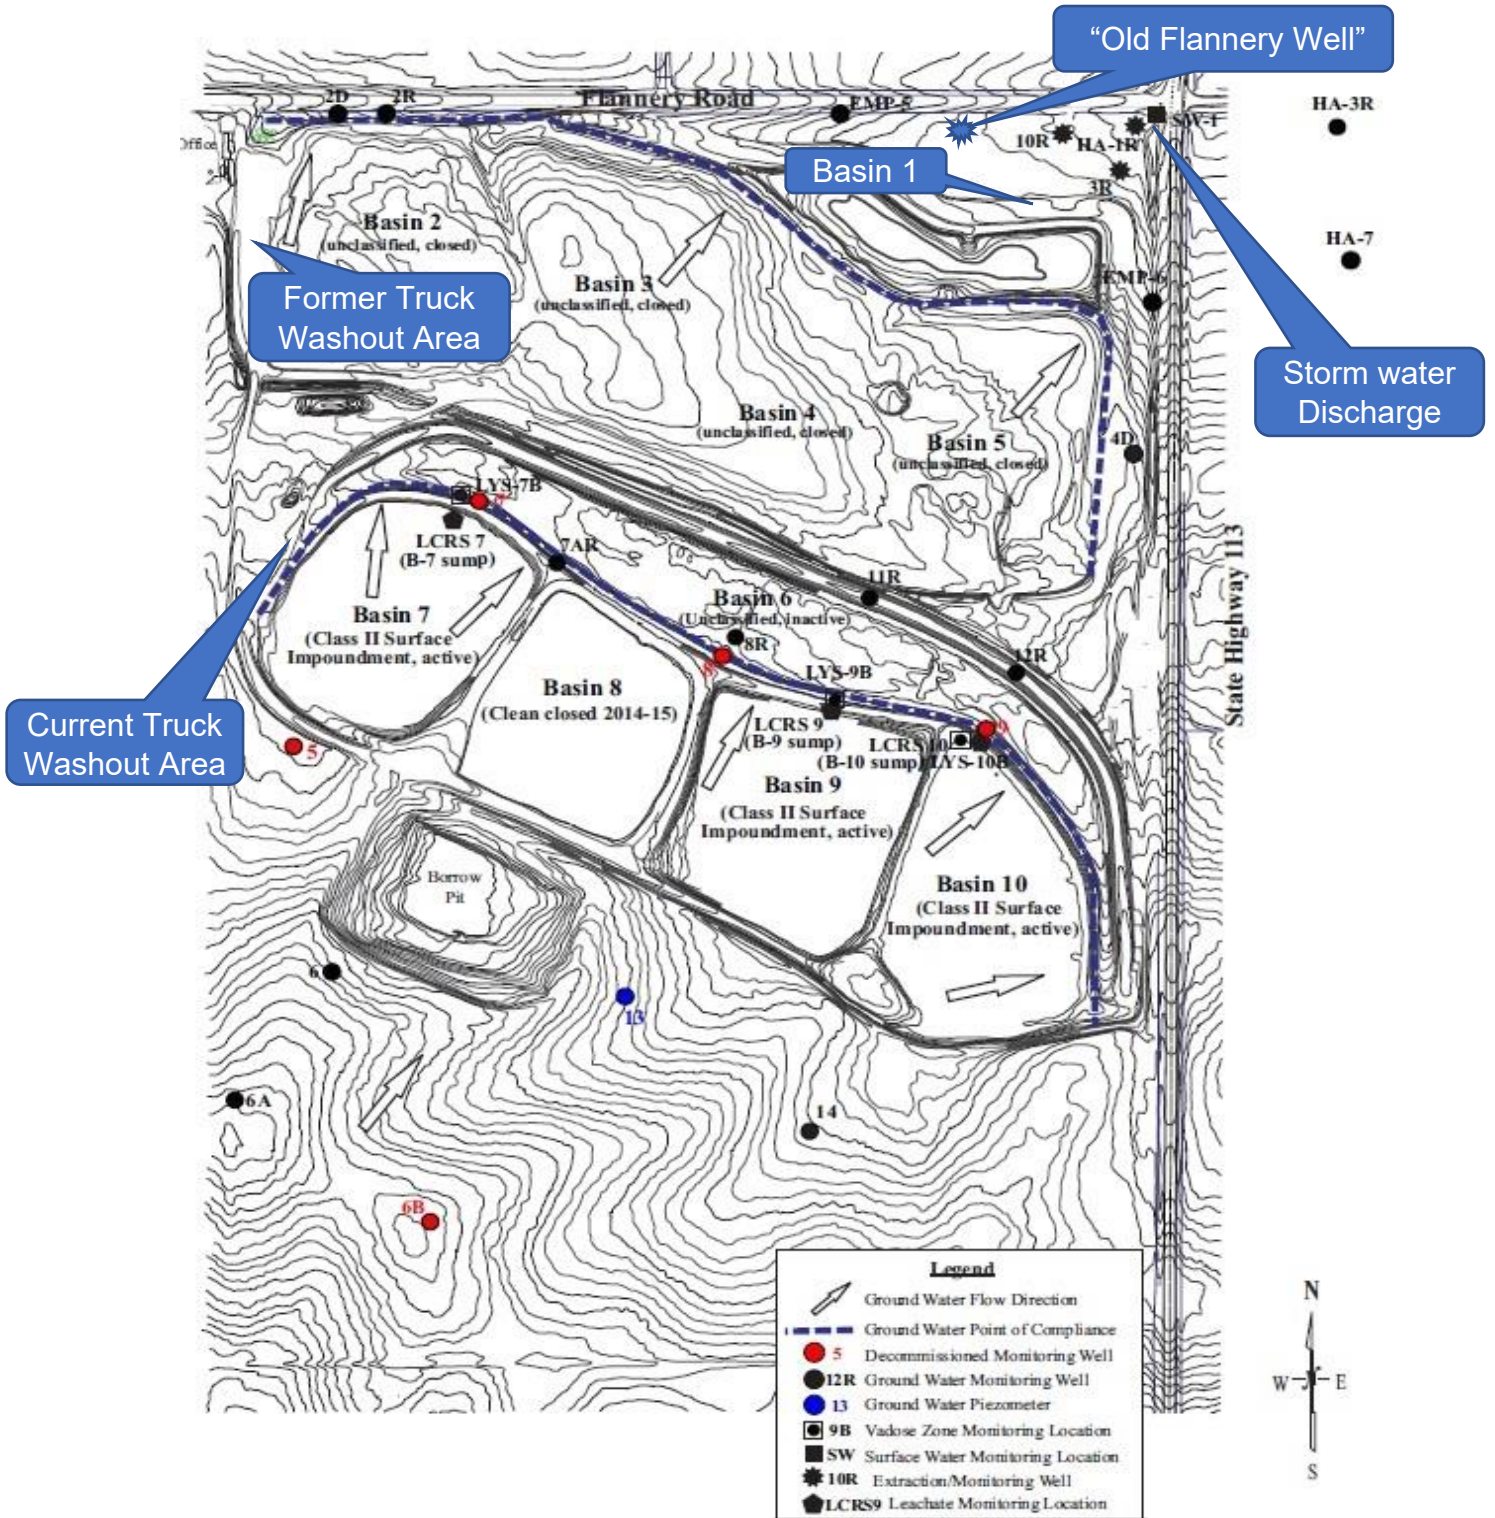 “Old Flannery Well”
2D
2R
Flannery Road
EMP-5
SW-1
HA-3R
Office
10R
HA-1R
Basin 1
3R
Basin 2
(unclassified, closed)
HA-7
Former Truck
Washout Area
Basin 3
(unclassified, closed)
EMP-6
Storm water
Discharge
Basin 4
(unclassified, closed)
Basin 5
(unclassified, closed)
4D
LYS-7B
7
LCRS 7
(B-7 sump)
7AR
11R
State Highway 113
Basin 6
(Unclassified, inactive)
8R
Basin 7
(Class II Surface
Impoundment, active)
8
12R
LYS-9B
Basin 8
(Clean closed 2014-15)
Current Truck
Washout Area
5
LCRS 9
(B-9 sump)
9
LCRS 10
(B-10 sump)
LYS-10B
Basin 9
(Class II Surface
Impoundment, active)
Borrow
Pit
Basin 10
(Class II Surface
Impoundment, active)
6
13
6A
14
6B
Legend
Ground Water Flow Direction
Ground Water Point of Compliance
5 Decommissioned Monitoring Well
12R Ground Water Monitoring Well
13 Ground Water Piezometer
9B Vadose Zone Monitoring Location
SW Surface Water Monitoring Location
10R Extraction/Monitoring Well
LCRS9 Leachate Monitoring Location
N
W E
S